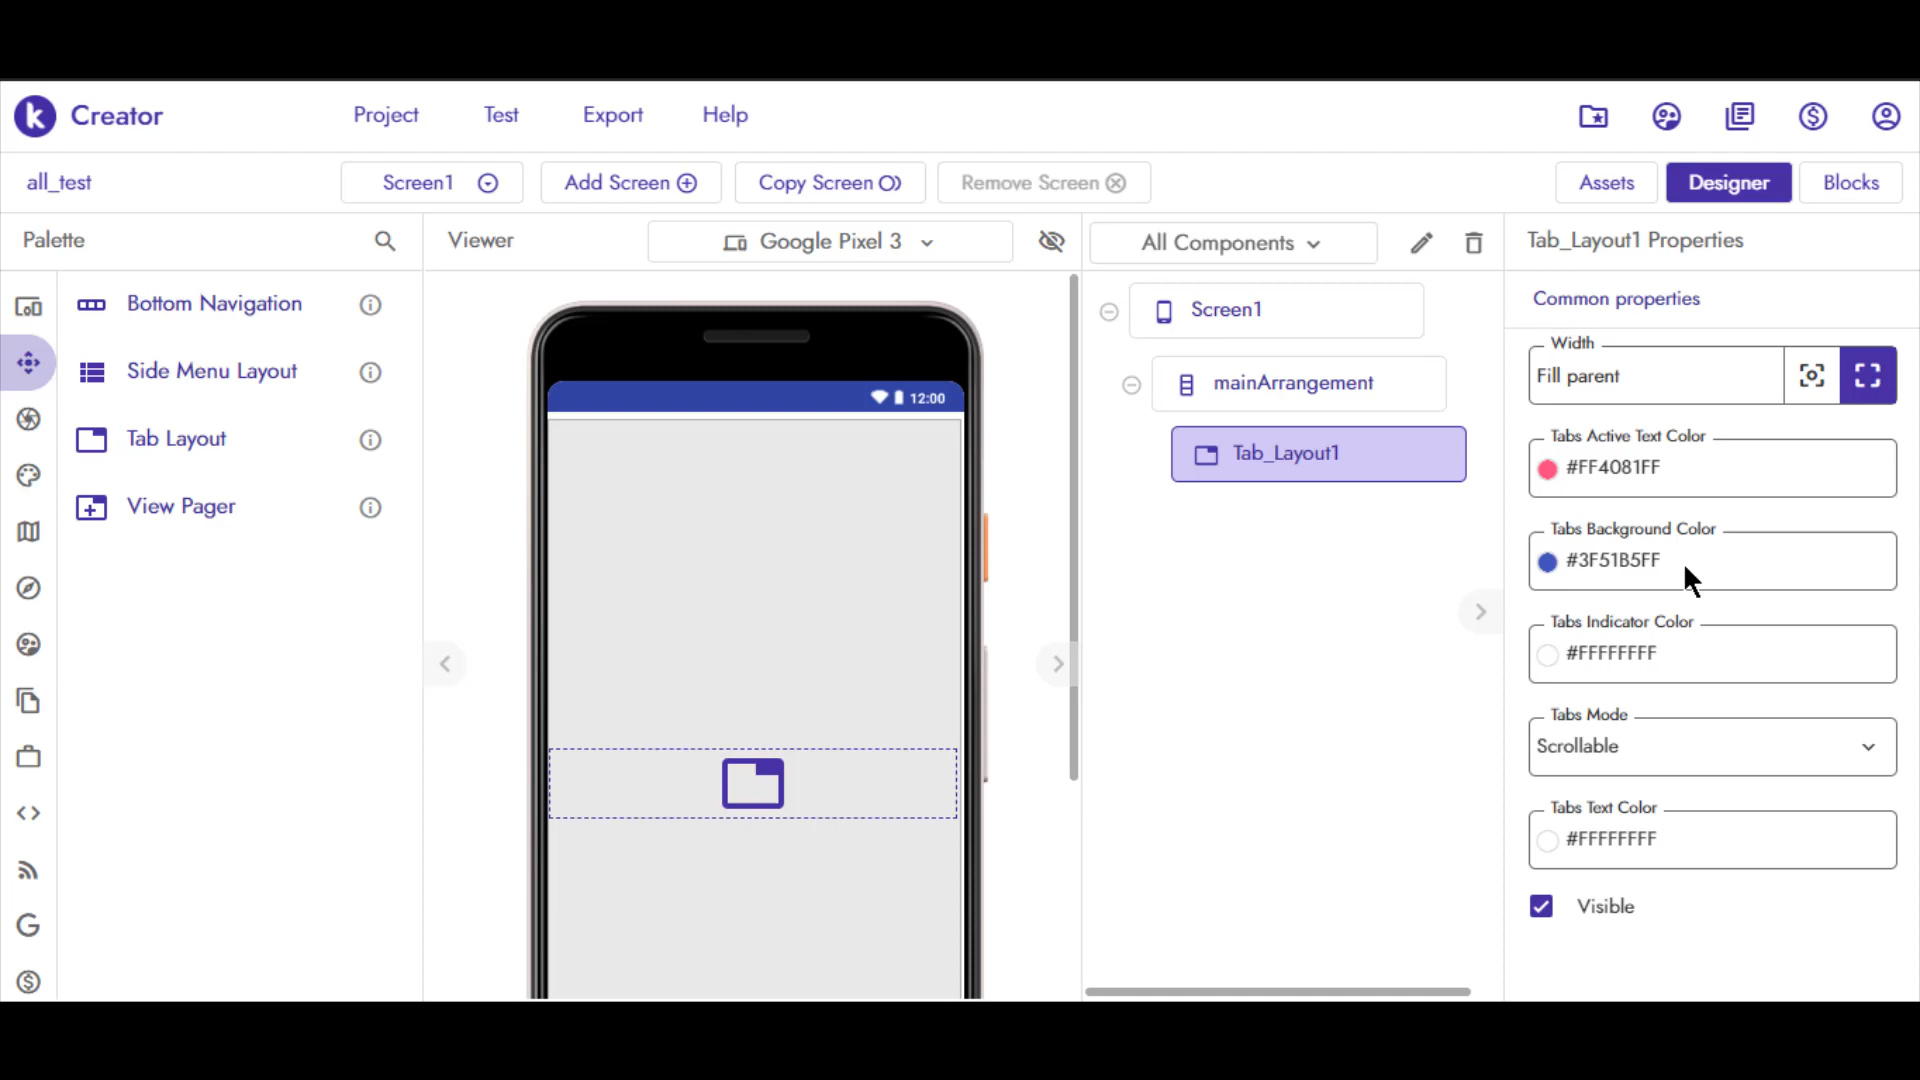 k Creator
Project
Test
Export
Help
all_test
Screen1
Add Screen
Copy Screen
Remove Screen
Assets
Designer
Blocks
Palette
Viewer
Google Pixel 3
All Components
Tab_Layout1 Properties
Bottom Navigation
Side Menu Layout
Tab Layout
View Pager
12:00
Screen1
mainArrangement
Tab_Layout1
Common properties
Width
Fill parent
Tabs Active Text Color
#FF4081FF
Tabs Background Color
#3F51B5FF
Tabs Indicator Color
#FFFFFFFF
Tabs Mode
Scrollable
Tabs Text Color
#FFFFFFFF
Visible